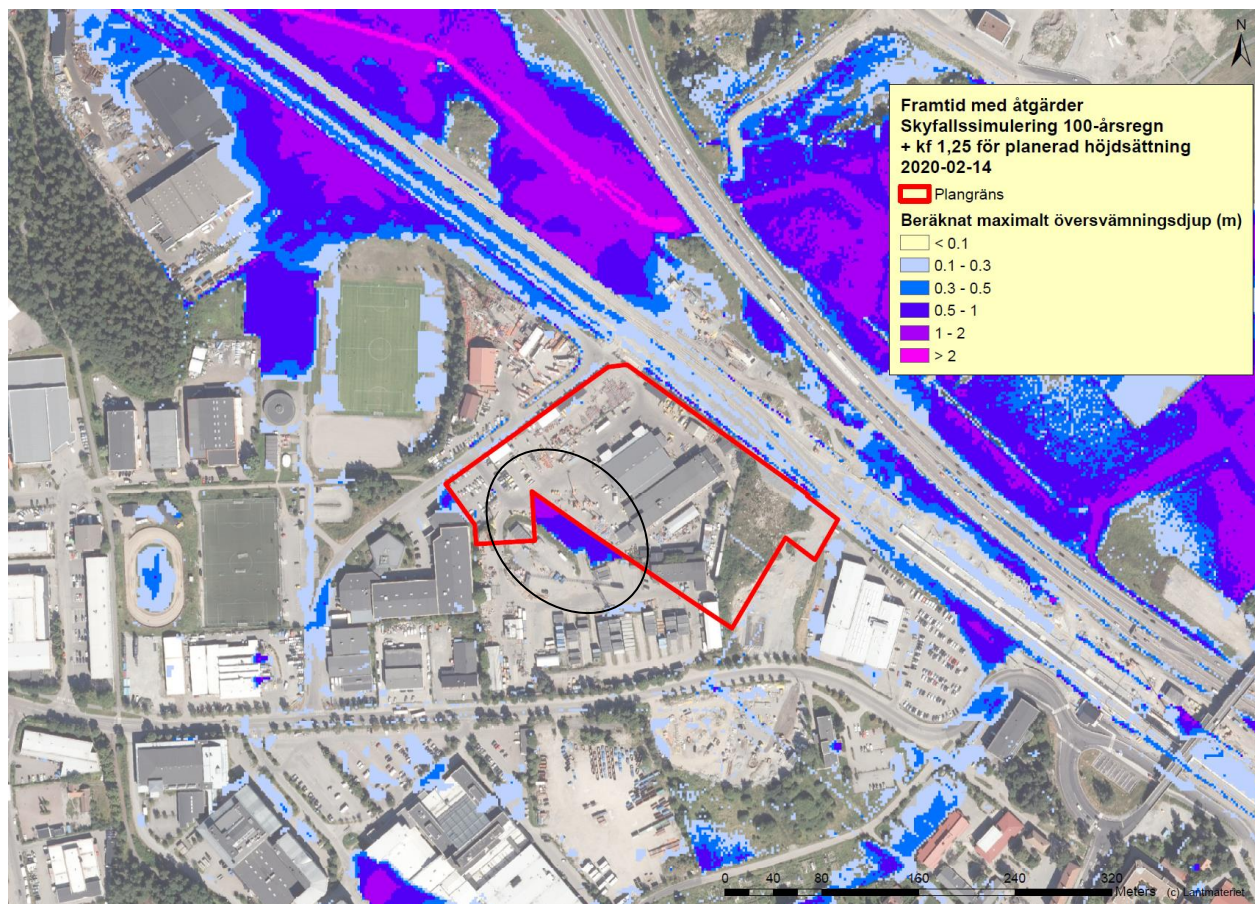 N
Framtid med åtgärder
Skyfallssimulering 100-årsregn
+ kf 1,25 för planerad höjdsättning
2020-02-14
Plangräns
Beräknat maximalt översvämningsdjup (m)
< 0.1
0.1 - 0.3
0.3 - 0.5
0.5 - 1
1 - 2
> 2
0 40 80 160 240 320
Meters (c) Lantmäteriet